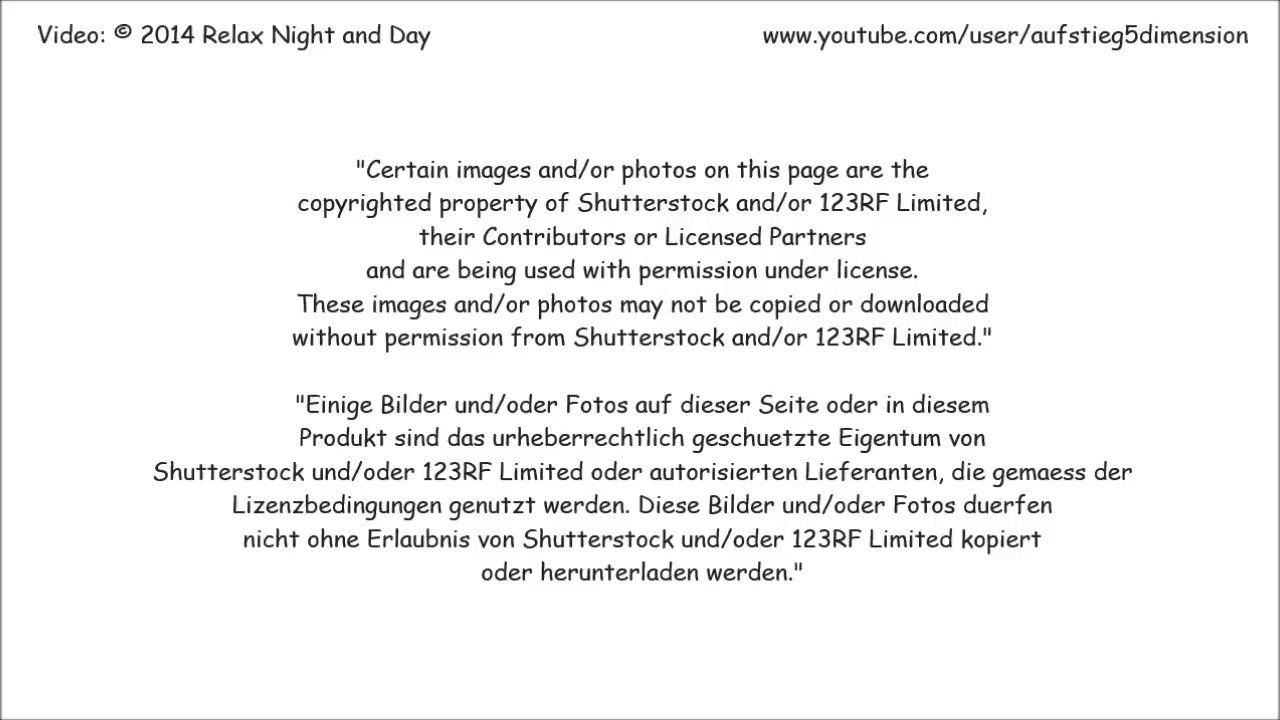 Video: © 2014 Relax Night and Day
www.youtube.com/user/aufstieg5dimension
"Certain images and/or photos on this page are the
copyrighted property of Shutterstock and/or 123RF Limited,
their Contributors or Licensed Partners
and are being used with permission under license.
These images and/or photos may not be copied or downloaded
without permission from Shutterstock and/or 123RF Limited."
"Einige Bilder und/oder Fotos auf dieser Seite oder in diesem
Produkt sind das urheberrechtlich geschuetzte Eigentum von
Shutterstock und/oder 123RF Limited oder autorisierten Lieferanten, die gemaess der
Lizenzbedingungen genutzt werden. Diese Bilder und/oder Fotos duerfen
nicht ohne Erlaubnis von Shutterstock und/oder 123RF Limited kopiert
oder herunterladen werden."